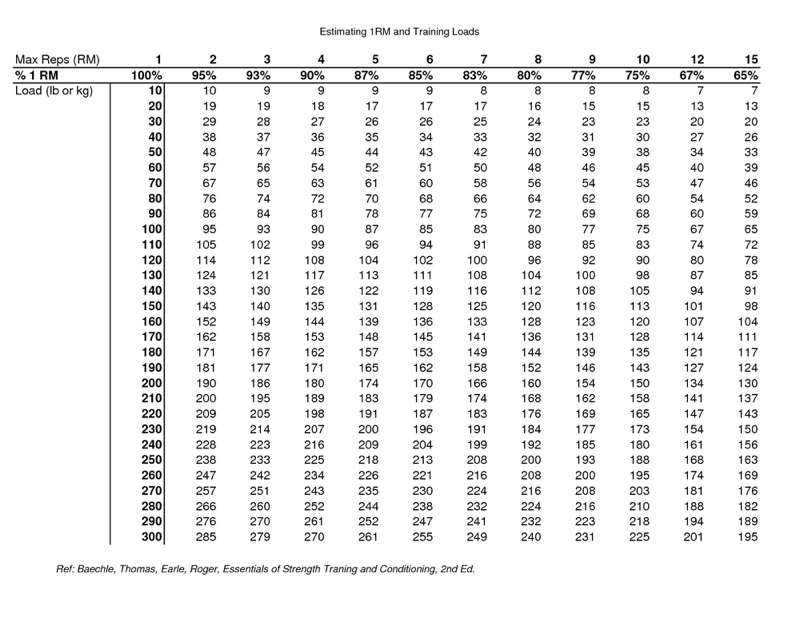 Estimating 1RM and Training Loads
Max Reps (RM) 1 2 3 4 5 6 7 8 9 10 12 15
% 1 RM 100% 95% 93% 90% 87% 85% 83% 80% 77% 75% 67% 65%
Load (lb or kg) 10 10 9 9 9 9 8 8 8 8 7 7
20 19 19 18 17 17 17 16 15 15 13 13
30 29 28 27 26 26 25 24 23 23 20 20
40 38 37 36 35 34 33 32 31 30 27 26
50 48 47 45 44 43 42 40 39 38 34 33
60 57 56 54 52 51 50 48 46 45 40 39
70 67 65 63 61 60 58 56 54 53 47 46
80 76 74 72 70 68 66 64 62 60 54 52
90 86 84 81 78 77 75 72 69 68 60 59
100 95 93 90 87 85 83 80 77 75 67 65
110 105 102 99 96 94 91 88 85 83 74 72
120 114 112 108 104 102 100 96 92 90 80 78
130 124 121 117 113 111 108 104 100 98 87 85
140 133 130 126 122 119 116 112 108 105 94 91
150 143 140 135 131 128 125 120 116 113 101 98
160 152 149 144 139 136 133 128 123 120 107 104
170 162 158 153 148 145 141 136 131 128 114 111
180 171 167 162 157 153 149 144 139 135 121 117
190 181 177 171 165 162 158 152 146 143 127 124
200 190 186 180 174 170 166 160 154 150 134 130
210 200 195 189 183 179 174 168 162 158 141 137
220 209 205 198 191 187 183 176 169 165 147 143
230 219 214 207 200 196 191 184 177 173 154 150
240 228 223 216 209 204 199 192 185 180 161 156
250 238 233 225 218 213 208 200 193 188 168 163
260 247 242 234 226 221 216 208 200 195 174 169
270 257 251 243 235 230 224 216 208 203 181 176
280 266 260 252 244 238 232 224 216 210 188 182
290 276 270 261 252 247 241 232 223 218 194 189
300 285 279 270 261 255 249 240 231 225 201 195
Ref: Baechle, Thomas, Earle, Roger, Essentials of Strength Traning and Conditioning, 2nd Ed.